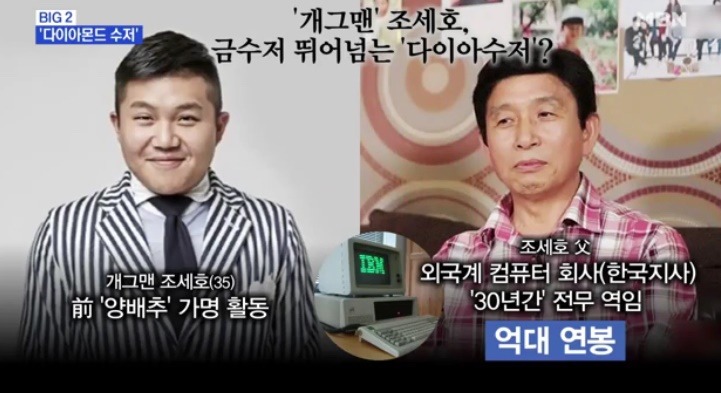 BIG 2
'다이아몬드 수저'
'개그맨' 조세호,
금수저 뛰어넘는 '다이아수저'?
MBN
개그맨 조세호(35)
前 '양배추' 가명 활동
IBM
조세호 父
외국계 컴퓨터 회사(한국지사)
'30년간' 전무 역임
억대 연봉